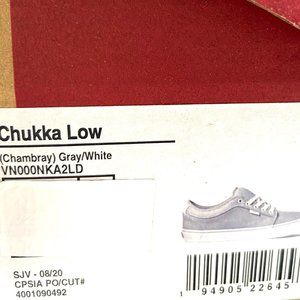 Chukka Low
(Chambray) Gray/White
VN000NKA2LD
SJV - 08/20
CPSIA PO/CUT#
4001090492
1 94905 22645